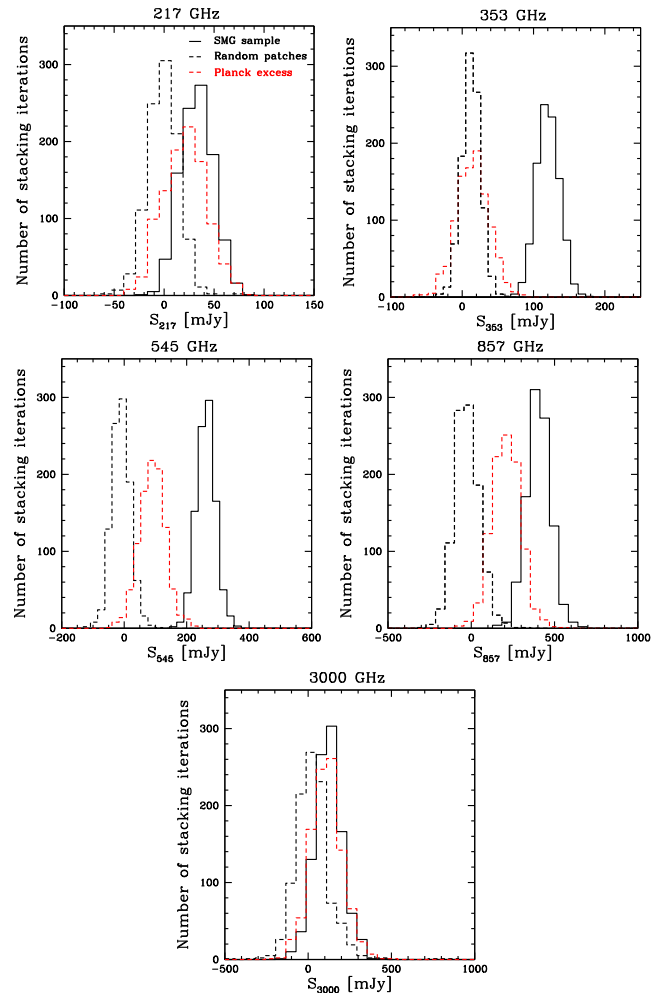 217 GHz
353 GHz
Number of stacking iterations
300
200
100
0
SMG sample
Random patches
Planck excess
-100
-50
0
50
100
150
S217 [mJy]
Number of stacking iterations
300
200
100
0
-100
0
100
200
S353 [mJy]
545 GHz
857 GHz
Number of stacking iterations
300
200
100
0
-200
0
200
400
600
S545 [mJy]
Number of stacking iterations
300
200
100
0
-500
0
500
1000
S857 [mJy]
3000 GHz
Number of stacking iterations
300
200
100
0
-500
0
500
1000
S3000 [mJy]